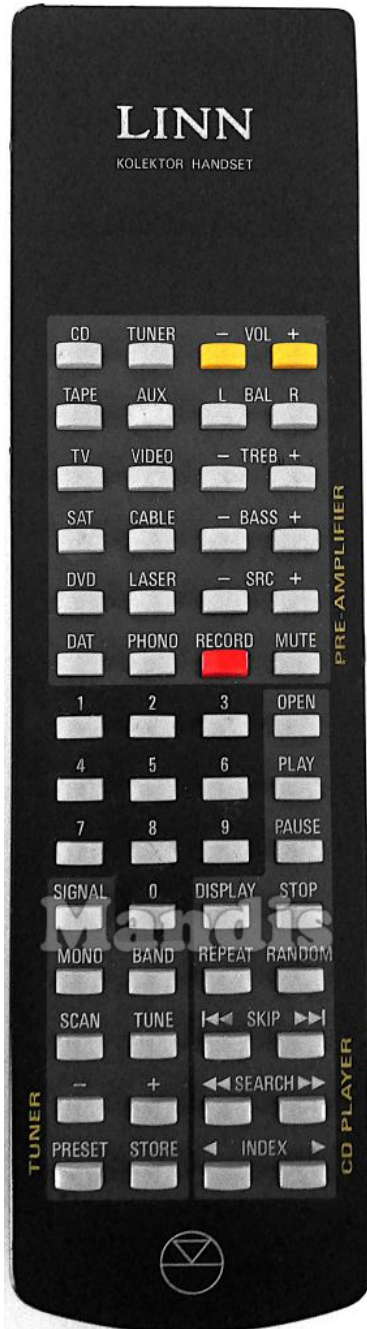 LINN
KOLEKTOR HANDSET
CD TUNER − VOL +
TAPE AUX L BAL R
TV VIDEO − TREB +
SAT CABLE − BASS +
DVD LASER − SRC +
DAT PHONO RECORD MUTE
PRE-AMPLIFIER
1 2 3 OPEN
4 5 6 PLAY
7 8 9 PAUSE
SIGNAL 0 DISPLAY STOP
Mandis
MONO BAND REPEAT RANDOM
SCAN TUNE SKIP
− + SEARCH
PRESET STORE INDEX
TUNER
CD PLAYER